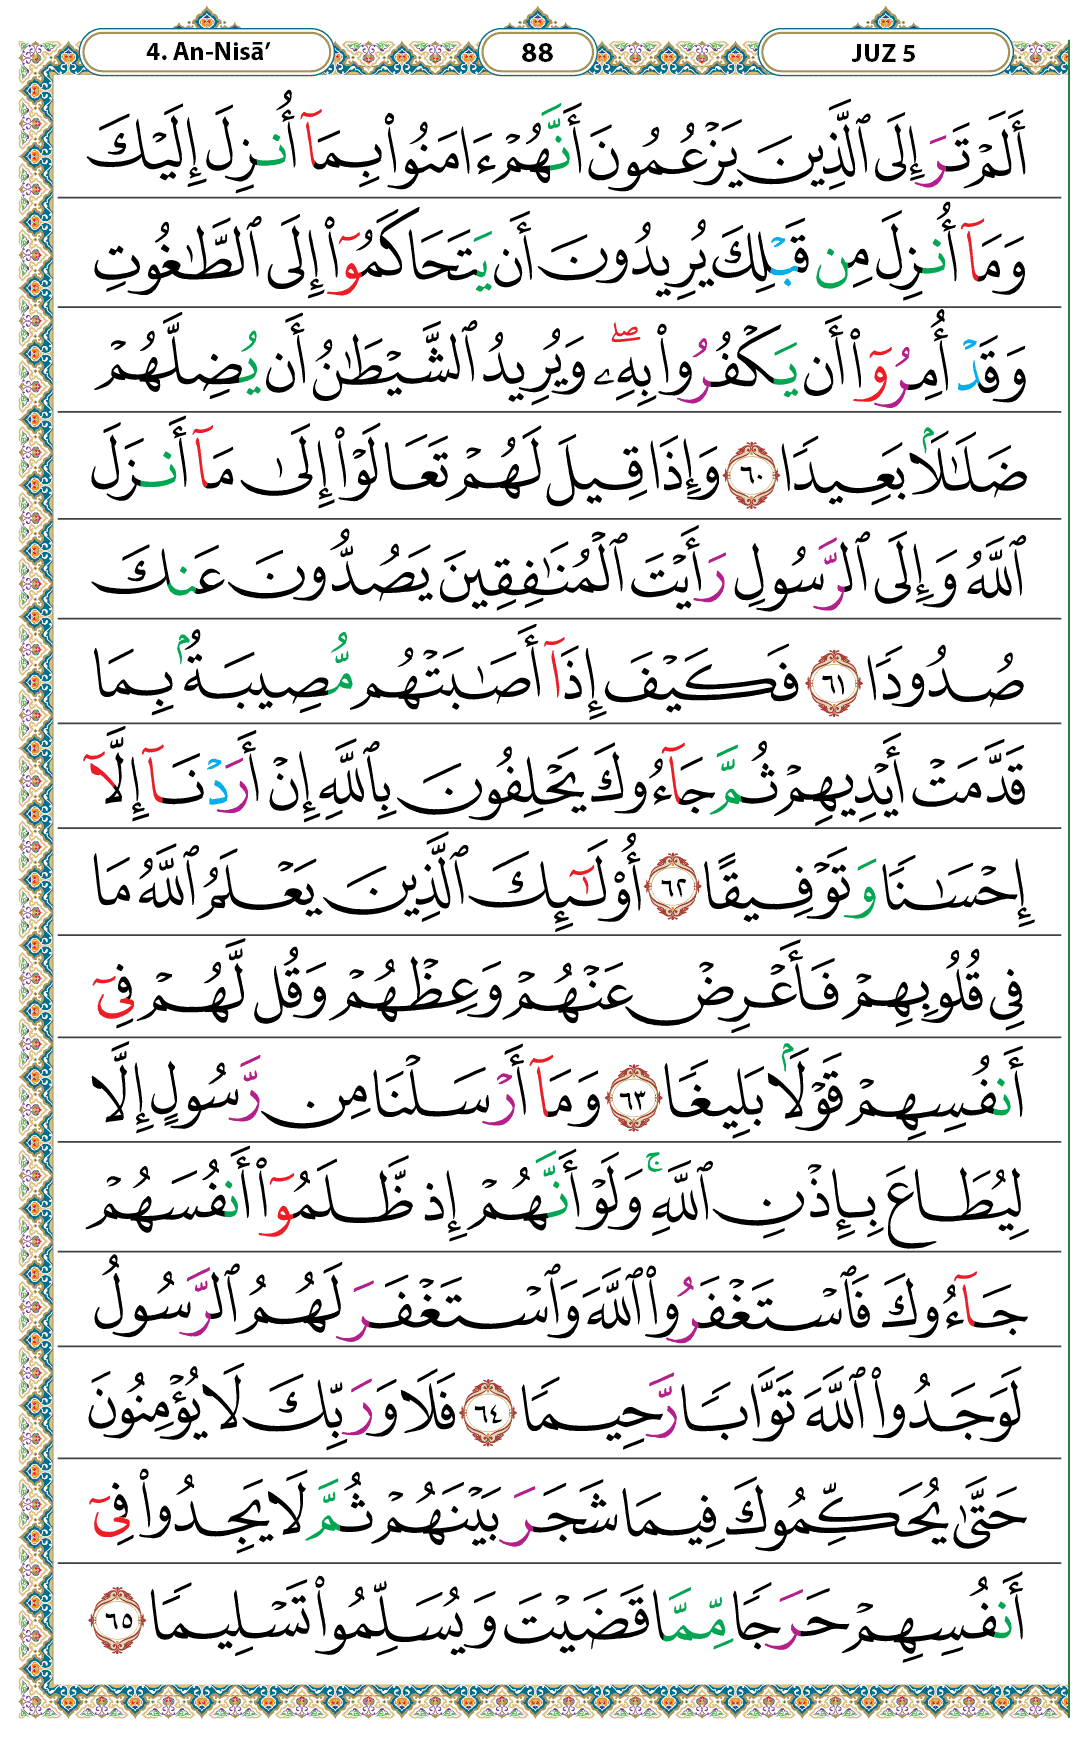 4. An-Nisā’
88
JUZ 5
أَلَمْ تَرَ إِلَى ٱلَّذِينَ يَزْعُمُونَ أَنَّهُمْ ءَامَنُوا۟ بِمَآ أُنزِلَ إِلَيْكَ
وَمَآ أُنزِلَ مِن قَبْلِكَ يُرِيدُونَ أَن يَتَحَاكَمُوٓا۟ إِلَى ٱلطَّـٰغُوتِ
وَقَدْ أُمِرُوٓا۟ أَن يَكْفُرُوا۟ بِهِۦۖ وَيُرِيدُ ٱلشَّيْطَـٰنُ أَن يُضِلَّهُمْ
ضَلَـٰلَۢا بَعِيدًا ٦٠ وَإِذَا قِيلَ لَهُمْ تَعَالَوْا۟ إِلَىٰ مَآ أَنزَلَ
ٱللَّهُ وَإِلَى ٱلرَّسُولِ رَأَيْتَ ٱلْمُنَـٰفِقِينَ يَصُدُّونَ عَنكَ
صُدُودًا ٦١ فَكَيْفَ إِذَآ أَصَـٰبَتْهُم مُّصِيبَةٌۢ بِمَا
قَدَّمَتْ أَيْدِيهِمْ ثُمَّ جَآءُوكَ يَحْلِفُونَ بِٱللَّهِ إِنْ أَرَدْنَآ إِلَّآ
إِحْسَـٰنًا وَتَوْفِيقًا ٦٢ أُو۟لَـٰٓئِكَ ٱلَّذِينَ يَعْلَمُ ٱللَّهُ مَا
فِى قُلُوبِهِمْ فَأَعْرِضْ عَنْهُمْ وَعِظْهُمْ وَقُل لَّهُمْ فِىٓ
أَنفُسِهِمْ قَوْلَۢا بَلِيغًا ٦٣ وَمَآ أَرْسَلْنَا مِن رَّسُولٍ إِلَّا
لِيُطَاعَ بِإِذْنِ ٱللَّهِۚ وَلَوْ أَنَّهُمْ إِذ ظَّلَمُوٓا۟ أَنفُسَهُمْ
جَآءُوكَ فَٱسْتَغْفَرُوا۟ ٱللَّهَ وَٱسْتَغْفَرَ لَهُمُ ٱلرَّسُولُ
لَوَجَدُوا۟ ٱللَّهَ تَوَّابًا رَّحِيمًا ٦٤ فَلَا وَرَبِّكَ لَا يُؤْمِنُونَ
حَتَّىٰ يُحَكِّمُوكَ فِيمَا شَجَرَ بَيْنَهُمْ ثُمَّ لَا يَجِدُوا۟ فِىٓ
أَنفُسِهِمْ حَرَجًا مِّمَّا قَضَيْتَ وَيُسَلِّمُوا۟ تَسْلِيمًا ٦٥